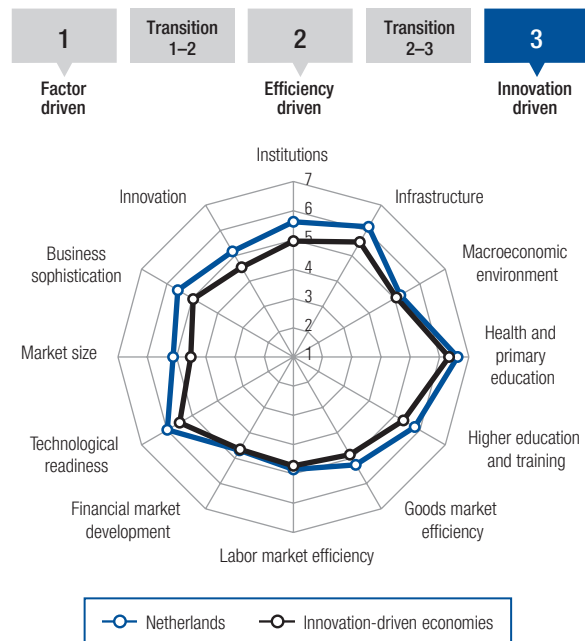 1
Transition
1–2
2
Transition
2–3
3
Factor
driven
Efficiency
driven
Innovation
driven
Institutions
Infrastructure
Macroeconomic
environment
Health and
primary
education
Higher education
and training
Goods market
efficiency
Labor market efficiency
Financial market
development
Technological
readiness
Market size
Business
sophistication
Innovation
7
6
5
4
3
2
1
Netherlands
Innovation-driven economies